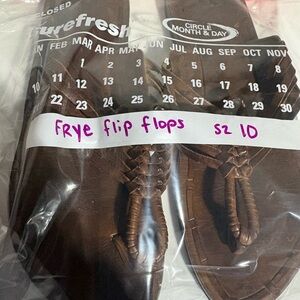 CLOSED
urefresh
CIRCLE
MONTH & DAY
FEB MAR APR MA JUN JUL AUG SEP OCT NOV
1 2 3 4 5 6 7 8
10 11 12 13 14 15 16 17 18 19
22 23 24 25 26 27 28 29 30
FRye flip flops sz 10